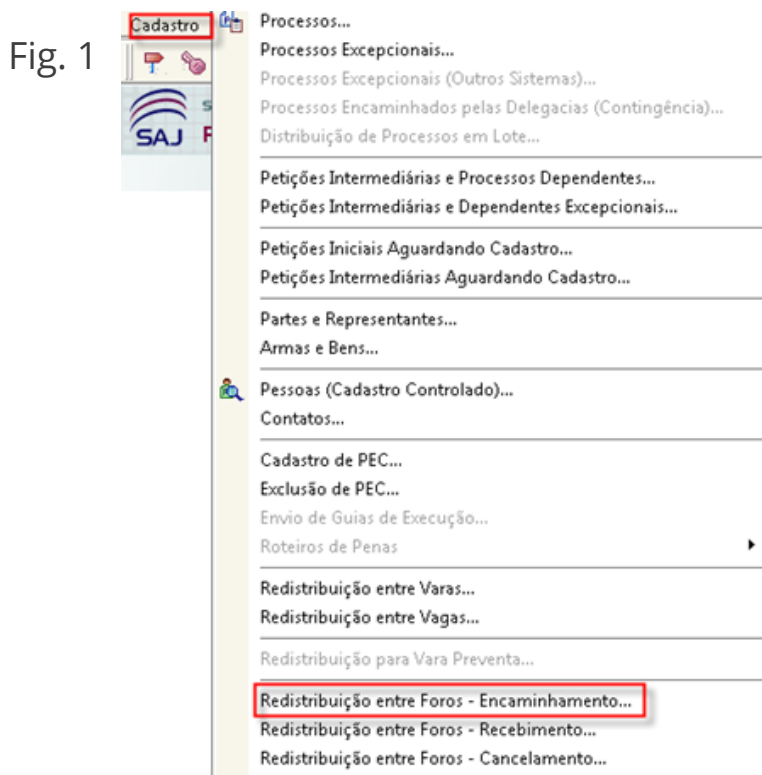 Fig. 1
Cadastro
SAJ
Processos...
Processos Excepcionais...
Processos Excepcionais (Outros Sistemas)...
Processos Encaminhados pelas Delegacias (Contingência)...
Distribuição de Processos em Lote...
Petições Intermediárias e Processos Dependentes...
Petições Intermediárias e Dependentes Excepcionais...
Petições Iniciais Aguardando Cadastro...
Petições Intermediárias Aguardando Cadastro...
Partes e Representantes...
Armas e Bens...
Pessoas (Cadastro Controlado)...
Contatos...
Cadastro de PEC...
Exclusão de PEC...
Envio de Guias de Execução...
Roteiros de Penas
Redistribuição entre Varas...
Redistribuição entre Vagas...
Redistribuição para Vara Preventa...
Redistribuição entre Foros - Encaminhamento...
Redistribuição entre Foros - Recebimento...
Redistribuição entre Foros - Cancelamento...